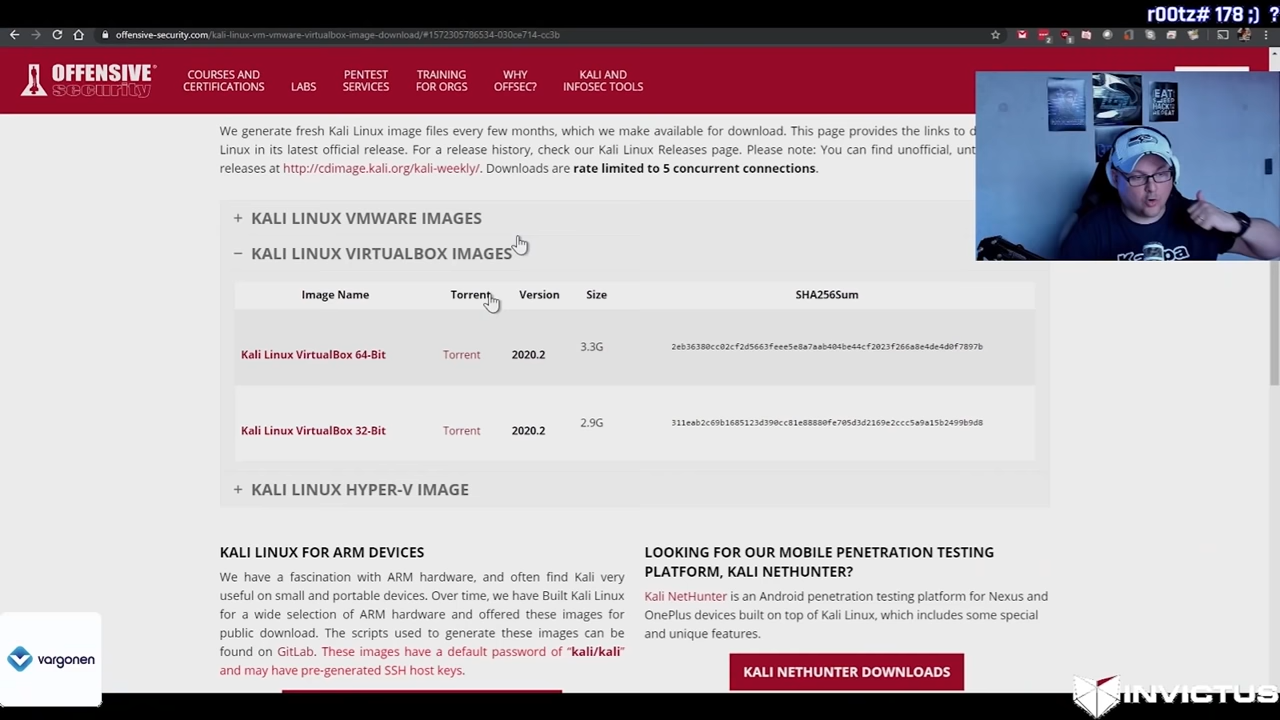 r00tz# 178 ;) ?
offensive-security.com/kali-linux-vm-vmware-virtualbox-image-download/#1572305786534-030ce714-cc3b
OFFENSIVE
security
COURSES AND
CERTIFICATIONS
LABS
PENTEST
SERVICES
TRAINING
FOR ORGS
WHY
OFFSEC?
KALI AND
INFOSEC TOOLS
We generate fresh Kali Linux image files every few months, which we make available for download. This page provides the links to d
Linux in its latest official release. For a release history, check our Kali Linux Releases page. Please note: You can find unofficial, unt
releases at http://cdimage.kali.org/kali-weekly/. Downloads are rate limited to 5 concurrent connections.
+ KALI LINUX VMWARE IMAGES
− KALI LINUX VIRTUALBOX IMAGES
Image Name Torrent Version Size SHA256Sum
Kali Linux VirtualBox 64-Bit Torrent 2020.2 3.3G 2eb36380cc02cf2d5663feee5e8a7aab404be44cf2023f266a8e4de4d0f7897b
Kali Linux VirtualBox 32-Bit Torrent 2020.2 2.9G 311eab2c69b1685123d390cc81e88880fe705d3d2169e2ccc5a9a15b2499b9d8
+ KALI LINUX HYPER-V IMAGE
KALI LINUX FOR ARM DEVICES
We have a fascination with ARM hardware, and often find Kali very
useful on small and portable devices. Over time, we have Built Kali Linux
for a wide selection of ARM hardware and offered these images for
public download. The scripts used to generate these images can be
found on GitLab. These images have a default password of “kali/kali”
and may have pre-generated SSH host keys.
LOOKING FOR OUR MOBILE PENETRATION TESTING
PLATFORM, KALI NETHUNTER?
Kali NetHunter is an Android penetration testing platform for Nexus and
OnePlus devices built on top of Kali Linux, which includes some special
and unique features.
KALI NETHUNTER DOWNLOADS
EAT
SLEEP
HACK
REPEAT
vargonen
INVICTUS